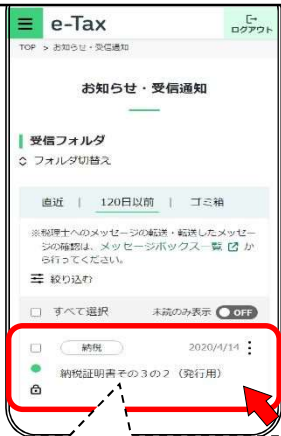 e-Tax
ログアウト
TOP > お知らせ・受信通知
お知らせ・受信通知
受信フォルダ
フォルダ切替え
直近 | 120日以前 | ゴミ箱
※税理士へのメッセージの転送・転送したメッセー
ジの確認は、メッセージボックス一覧 か
ら行ってください。
絞り込む
すべて選択 未読のみ表示 OFF
納税 2020/4/14
納税証明書その3の2（発行用）